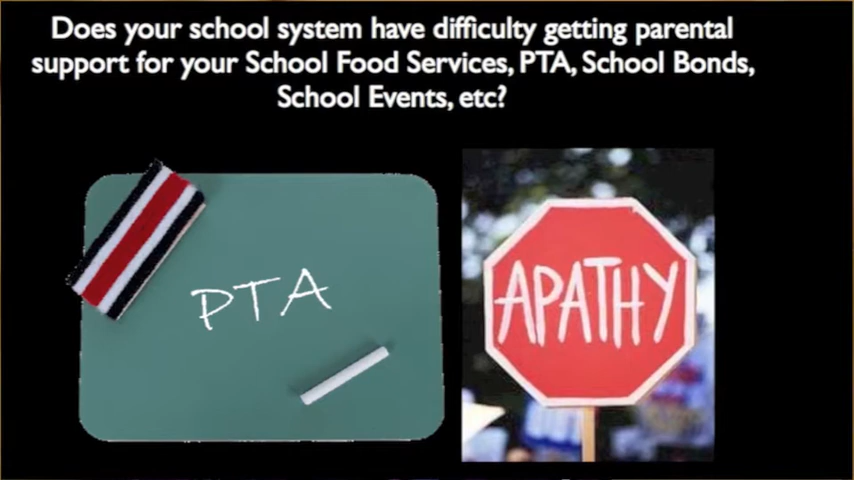 Does your school system have difficulty getting parental
support for your School Food Services, PTA, School Bonds,
School Events, etc?
PTA
APATHY